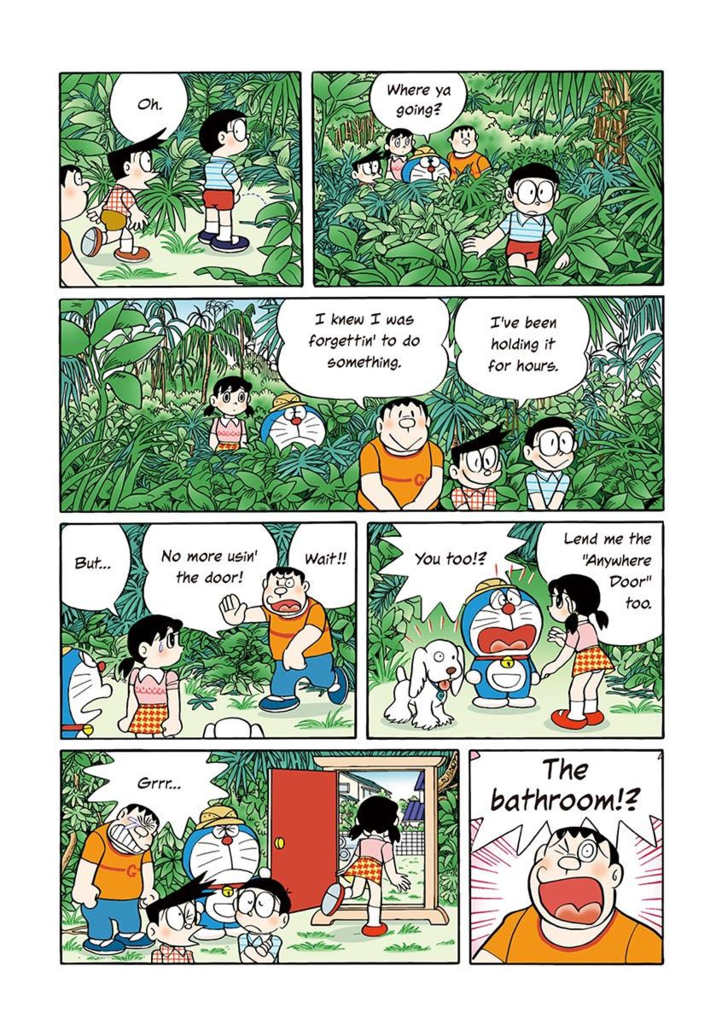 Where ya
going?
Oh.
I've been
holding it
for hours.
I knew I was
forgettin' to do
something.
G
Lend me the
"Anywhere
Door"
too.
You too!?
Wait!!
No more usin'
the door!
But...
The
bathroom!?
Grrr...
G